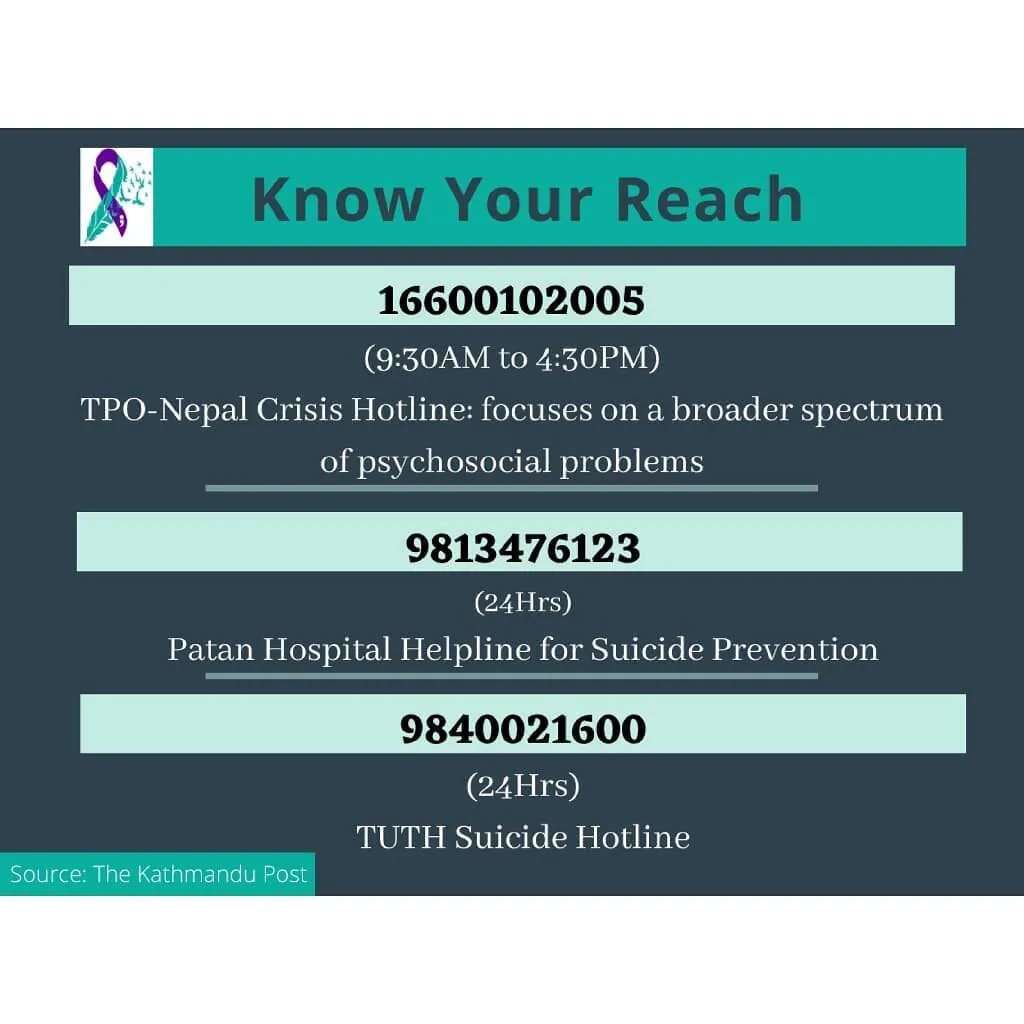 Know Your Reach
16600102005
(9:30AM to 4:30PM)
TPO-Nepal Crisis Hotline: focuses on a broader spectrum
of psychosocial problems
9813476123
(24Hrs)
Patan Hospital Helpline for Suicide Prevention
9840021600
(24Hrs)
TUTH Suicide Hotline
Source: The Kathmandu Post